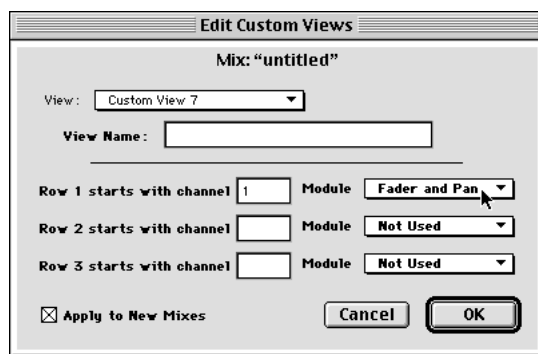 Edit Custom Views
Mix: “untitled”
View: Custom View 7
View Name:
Row 1 starts with channel 1 Module Fader and Pan
Row 2 starts with channel Module Not Used
Row 3 starts with channel Module Not Used
Apply to New Mixes Cancel OK